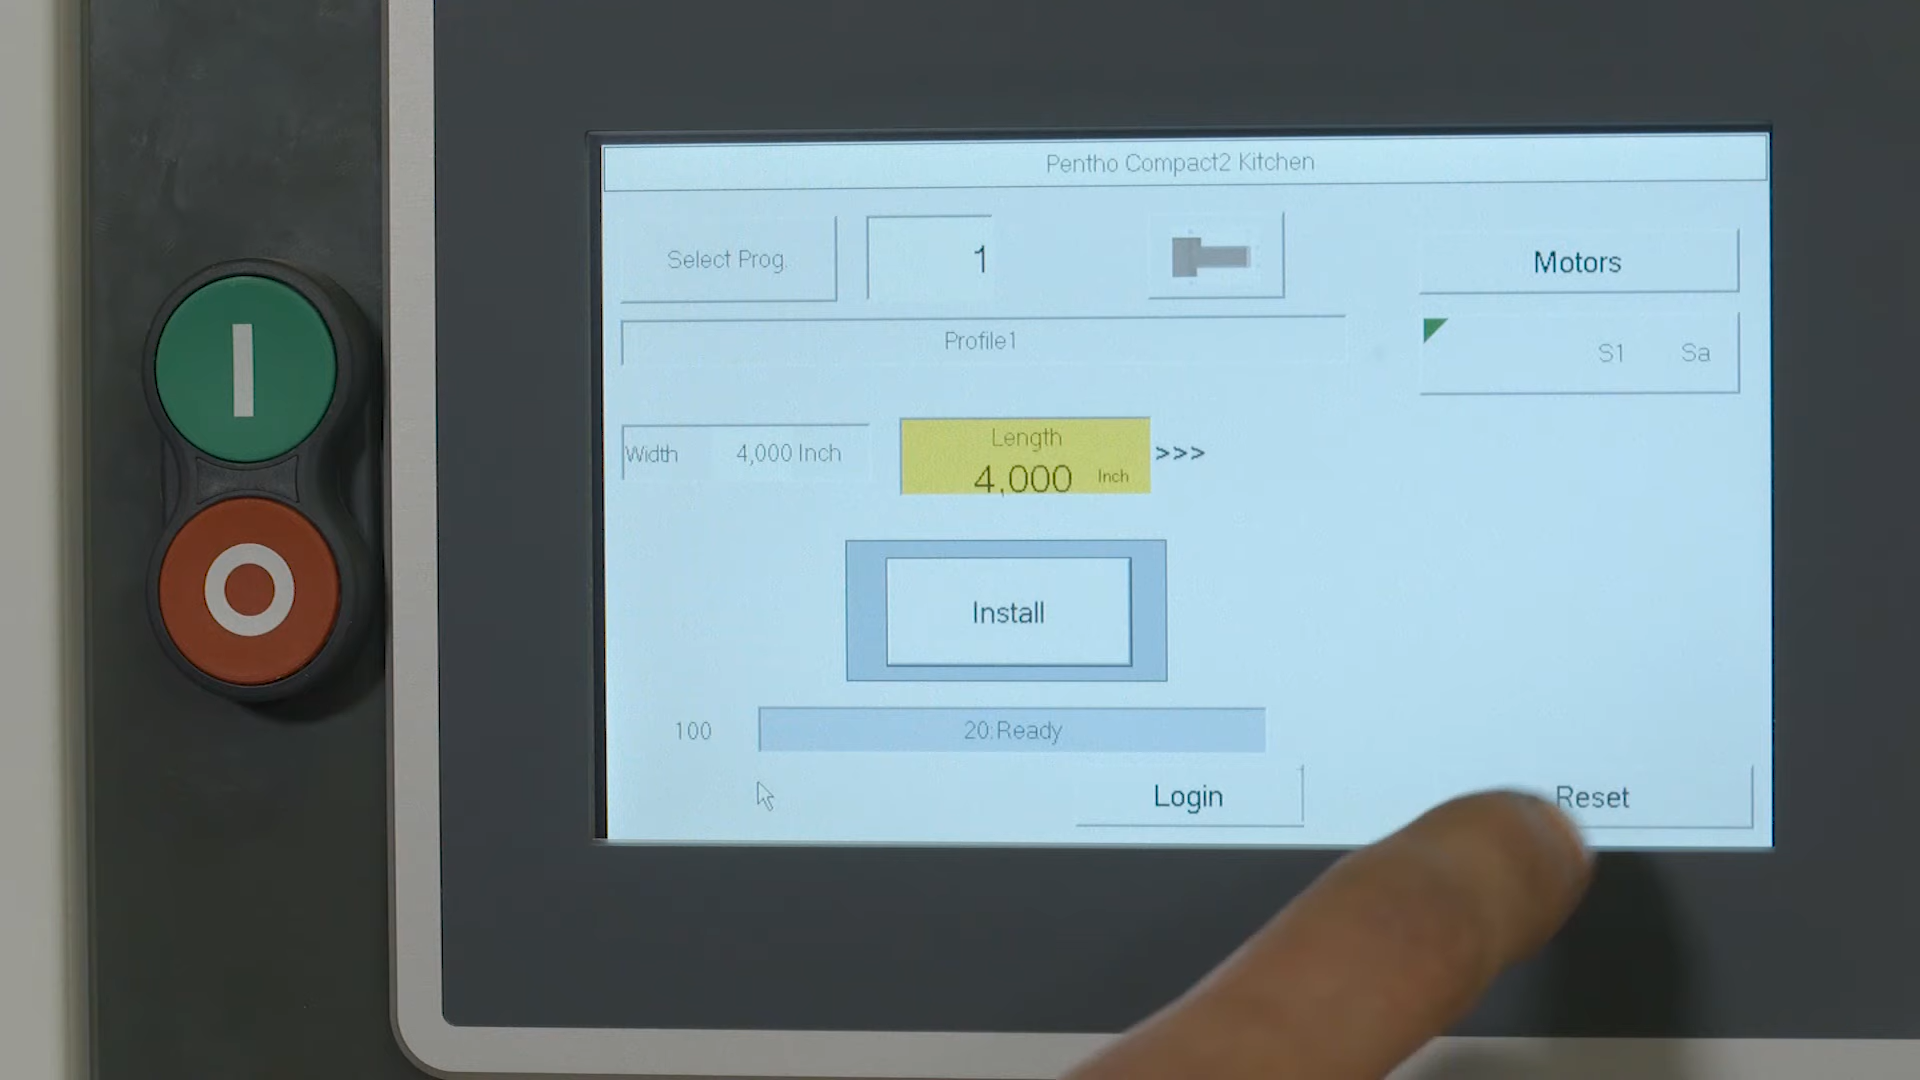 Pentho Compact2 Kitchen
Select Prog. 1 Motors
Profile1
S1 Sa
Width 4,000 Inch
Length
4,000 Inch
>>>
Install
100 20:Ready
Login Reset